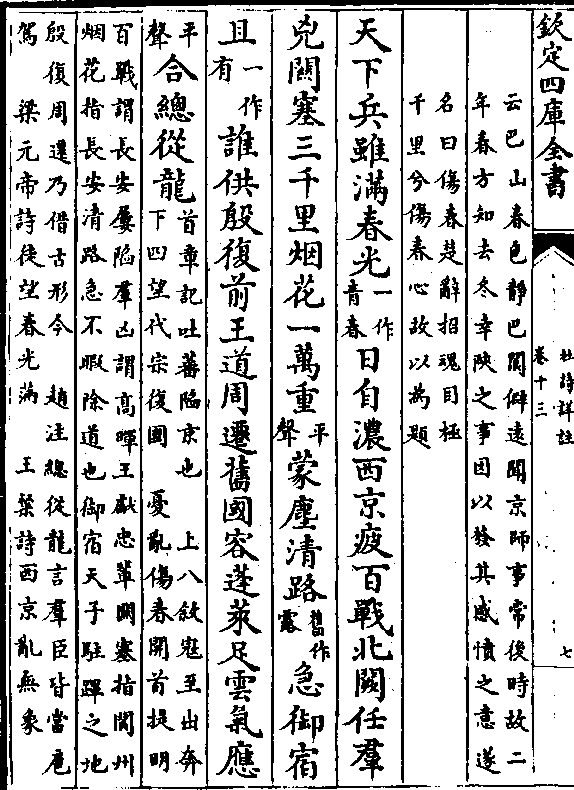 欽定四庫全書
杜詩詳註
卷十三
七
云巴山春色靜巴閬僻遠聞京師事常後時故二
年春方知去冬幸陝之事因以發其感憤之意遂
名曰傷春楚辭招魂目極
千里兮傷春心故以為題
天下兵雖滿春光一作青春日自濃西京疲百戰北闕任羣
兇關塞三千里烟花一萬重平聲蒙塵清路舊作露急御宿
且一作有誰供殷復前王道周遷舊國容蓬萊足雲氣應
平聲合總從龍首章記吐蕃陷京也 上八敘寇至出奔
下四望代宗復國 憂亂傷春開首提明
百戰謂長安屢陷羣凶謂高暉王獻忠輩關塞指閬州
烟花指長安清路急不暇除道也御宿天子駐蹕之地
殷復周遷乃借古形今 趙注總從龍言羣臣皆當扈
駕 梁元帝詩徒望春光滿 王粲詩西京亂無象